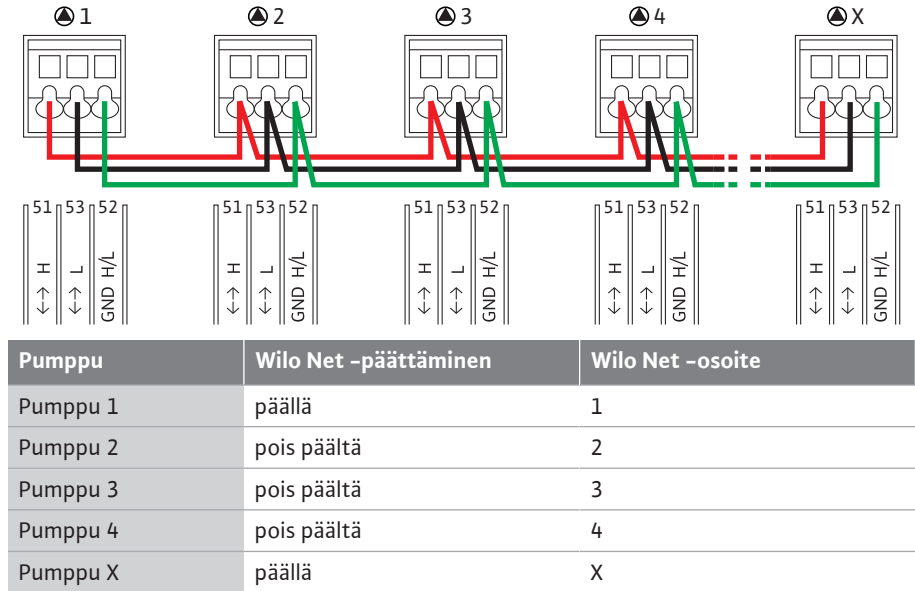 1 2 3 4 X
51 53 52 51 53 52 51 53 52 51 53 52 51 53 52
H L GND H/L H L GND H/L H L GND H/L H L GND H/L H L GND H/L
Pumppu Wilo Net -päättäminen Wilo Net -osoite
Pumppu 1 päällä 1
Pumppu 2 pois päältä 2
Pumppu 3 pois päältä 3
Pumppu 4 pois päältä 4
Pumppu X päällä X